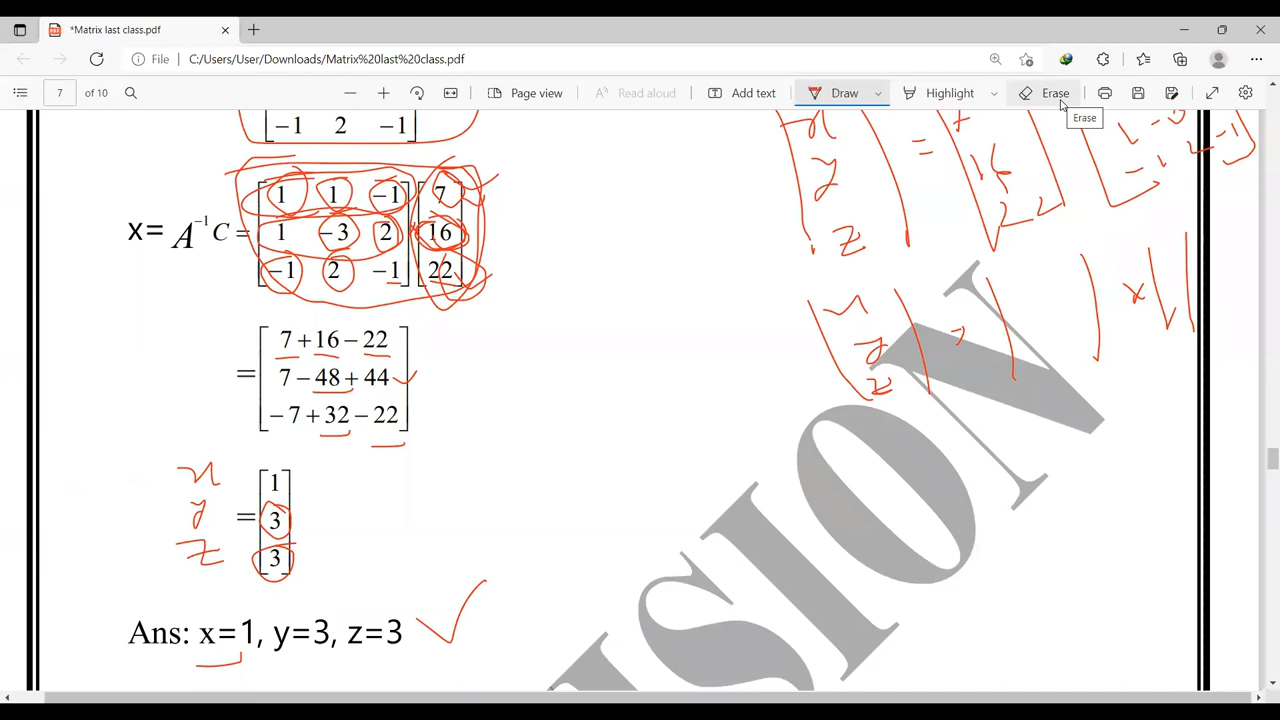 *Matrix last class.pdf
File C:/Users/User/Downloads/Matrix%20last%20class.pdf
7 of 10 Page view Read aloud Add text Draw Highlight Erase
Erase
−1 2 −1
x= A⁻¹C = [1 1 −1] [7]
[1 −3 2] [16]
[−1 2 −1] [22]
x
y =
z
16
22
= [7+16−22]
[7−48+44]
[−7+32−22]
x
y =
z
x
x = [1]
y [3]
z [3]
Ans: x=1, y=3, z=3
SION